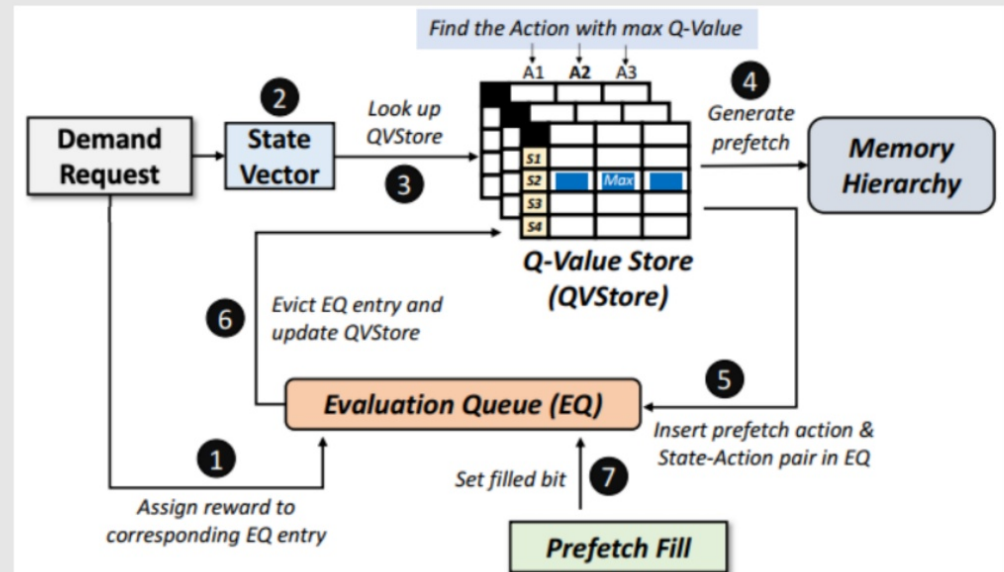 Find the Action with max Q-Value
A1 A2 A3
2
4
Demand
Request
State
Vector
Look up
QVStore
3
Generate
prefetch
Memory
Hierarchy
S1
S2 Max
S3
S4
Q-Value Store
(QVStore)
6
Evict EQ entry and
update QVStore
5
Evaluation Queue (EQ)
Insert prefetch action &
State-Action pair in EQ
1
Assign reward to
corresponding EQ entry
Set filled bit
7
Prefetch Fill